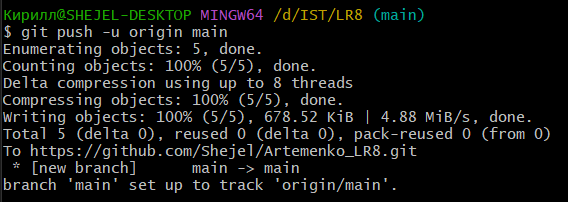 Кирилл@SHEJEL-DESKTOP MINGW64 /d/IST/LR8 (main)
$ git push -u origin main
Enumerating objects: 5, done.
Counting objects: 100% (5/5), done.
Delta compression using up to 8 threads
Compressing objects: 100% (5/5), done.
Writing objects: 100% (5/5), 678.52 KiB | 4.88 MiB/s, done.
Total 5 (delta 0), reused 0 (delta 0), pack-reused 0 (from 0)
To https://github.com/Shejel/Artemenko_LR8.git
 * [new branch]      main -> main
branch 'main' set up to track 'origin/main'.